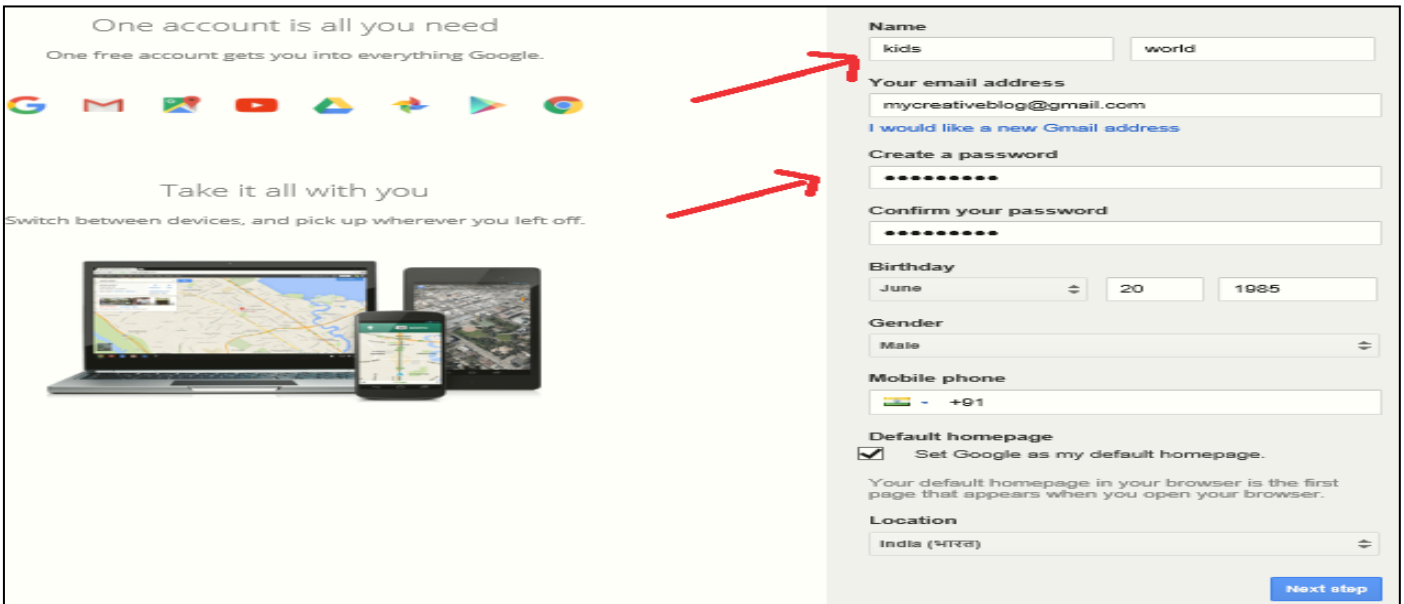 One account is all you need
One free account gets you into everything Google.
Take it all with you
Switch between devices, and pick up wherever you left off.
Name
kids world
Your email address
mycreativeblog@gmail.com
I would like a new Gmail address
Create a password
•••••••••
Confirm your password
•••••••••
Birthday
June 20 1985
Gender
Male
Mobile phone
+91
Default homepage
Set Google as my default homepage.
Your default homepage in your browser is the first
page that appears when you open your browser.
Location
India (भारत)
Next step